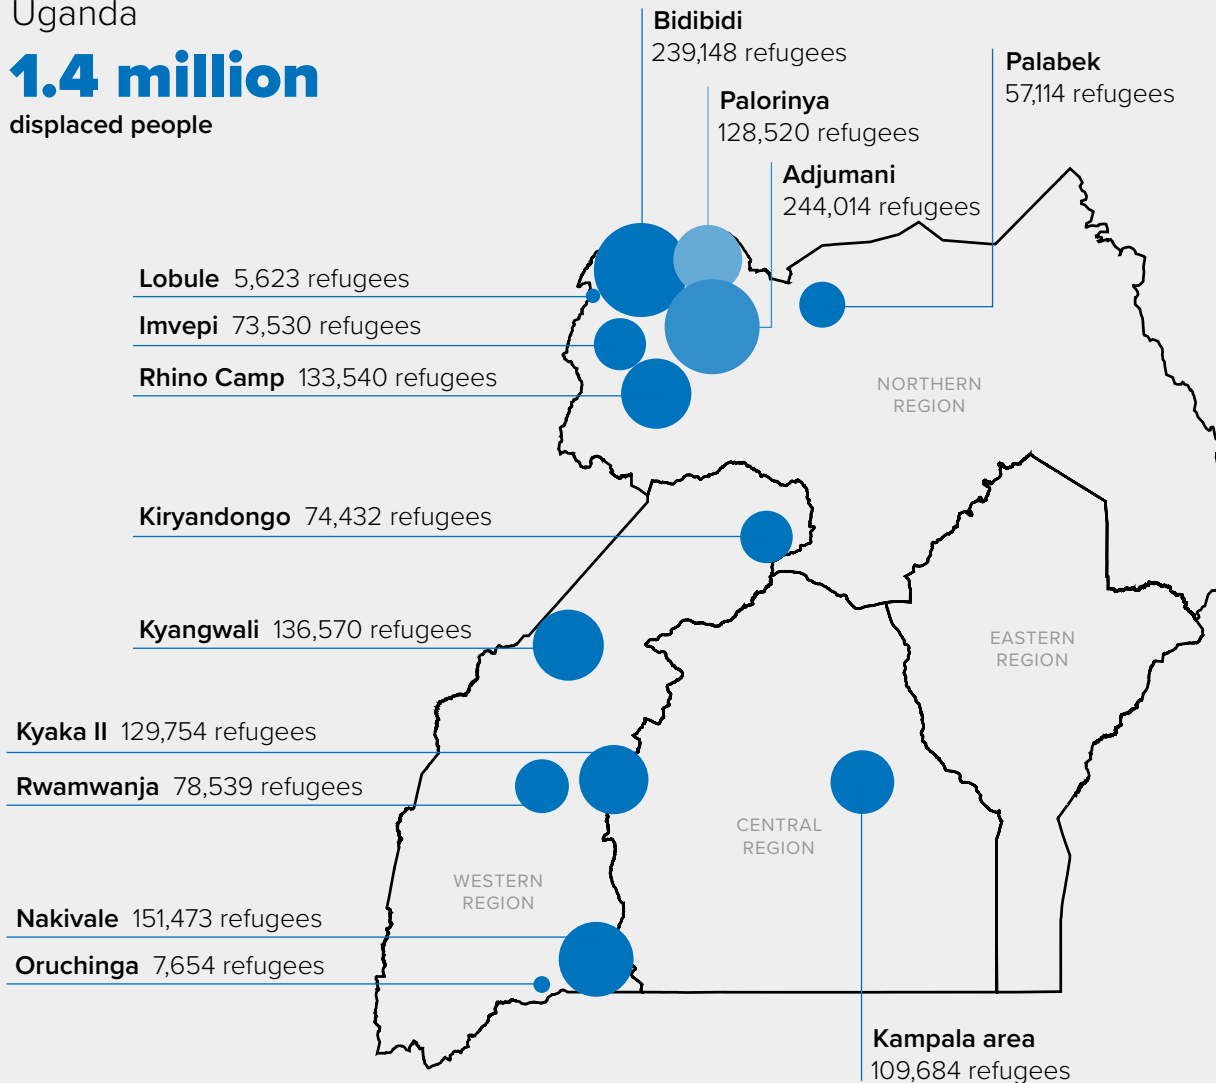 Uganda
1.4 million
displaced people
Bidibidi
239,148 refugees
Palorinya
128,520 refugees
Adjumani
244,014 refugees
Palabek
57,114 refugees
Lobule 5,623 refugees
Imvepi 73,530 refugees
Rhino Camp 133,540 refugees
NORTHERN
REGION
Kiryandongo 74,432 refugees
Kyangwali 136,570 refugees
EASTERN
REGION
Kyaka II 129,754 refugees
Rwamwanja 78,539 refugees
CENTRAL
REGION
WESTERN
REGION
Nakivale 151,473 refugees
Oruchinga 7,654 refugees
Kampala area
109,684 refugees